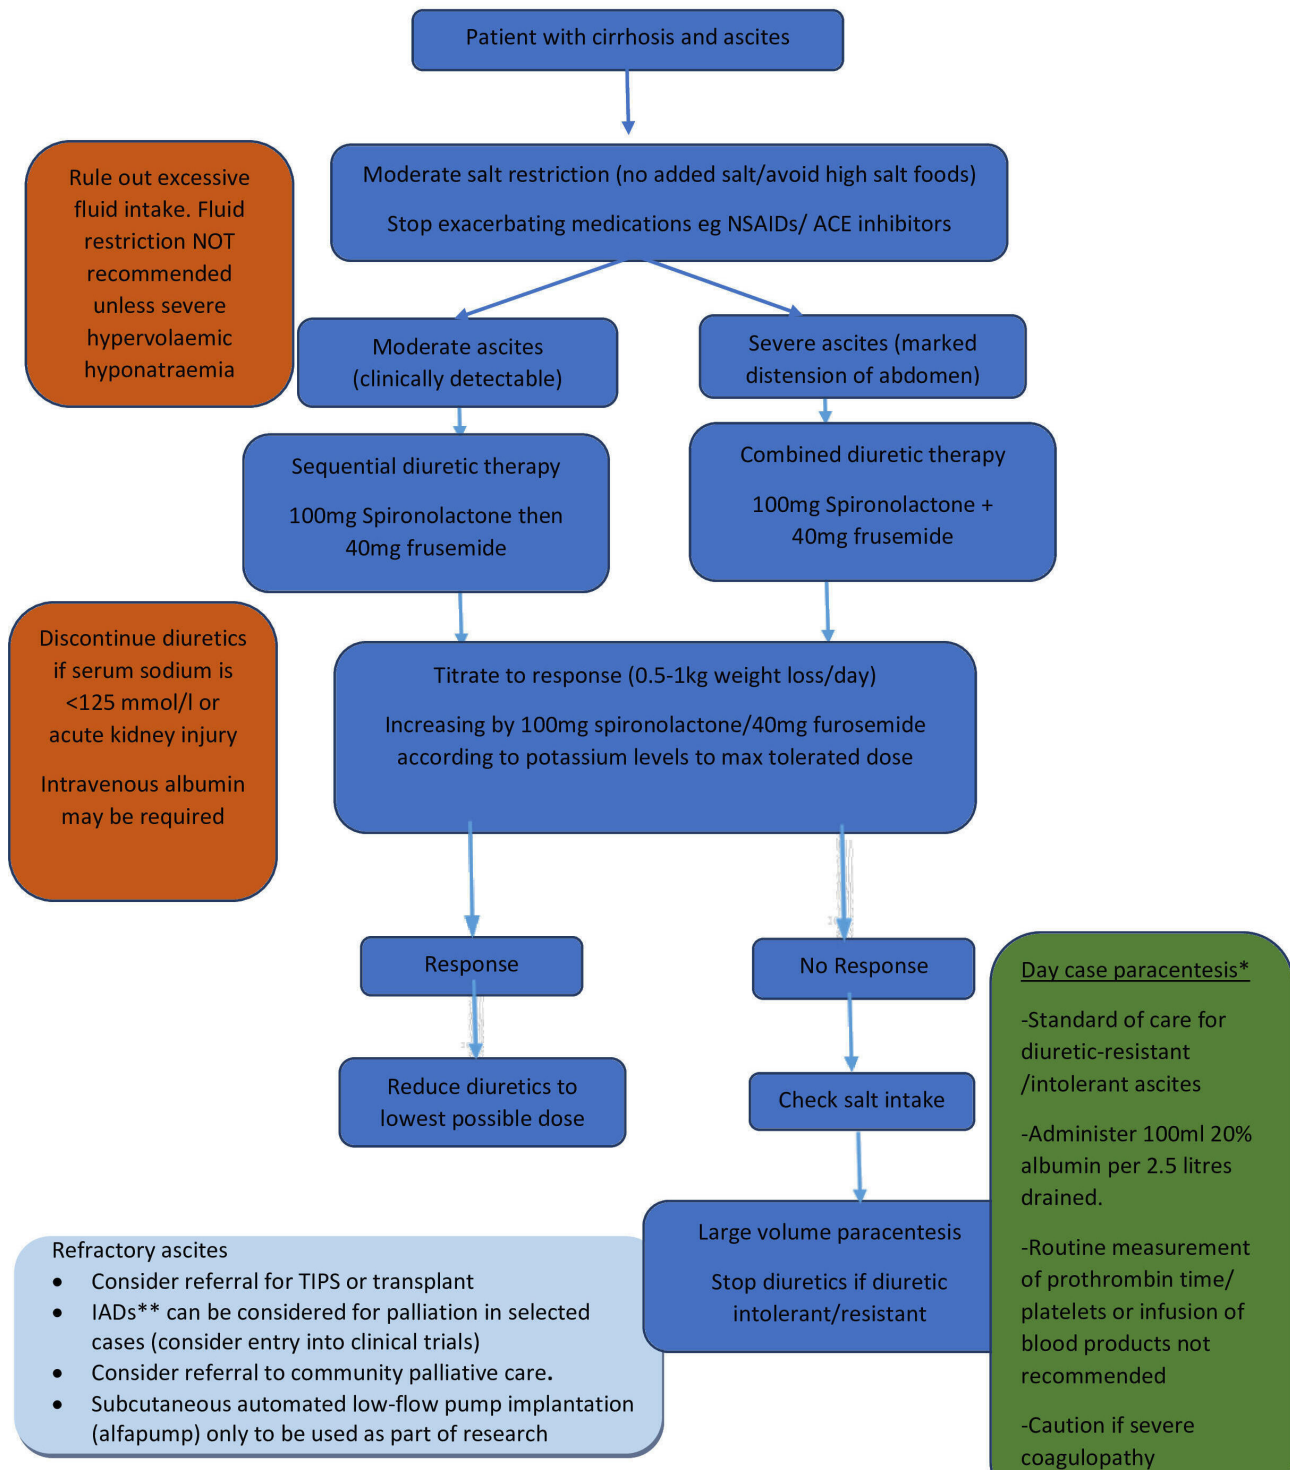 Patient with cirrhosis and ascites
Rule out excessive
fluid intake. Fluid
restriction NOT
recommended
unless severe
hypervolaemic
hyponatraemia
Moderate salt restriction (no added salt/avoid high salt foods)
Stop exacerbating medications eg NSAIDs/ ACE inhibitors
Moderate ascites
(clinically detectable)
Severe ascites (marked
distension of abdomen)
Sequential diuretic therapy
100mg Spironolactone then
40mg frusemide
Combined diuretic therapy
100mg Spironolactone +
40mg frusemide
Discontinue diuretics
if serum sodium is
<125 mmol/l or
acute kidney injury
Intravenous albumin
may be required
Titrate to response (0.5-1kg weight loss/day)
Increasing by 100mg spironolactone/40mg furosemide
according to potassium levels to max tolerated dose
Response
No Response
Reduce diuretics to
lowest possible dose
Check salt intake
Large volume paracentesis
Stop diuretics if diuretic
intolerant/resistant
Day case paracentesis*
-Standard of care for
diuretic-resistant
/intolerant ascites
-Administer 100ml 20%
albumin per 2.5 litres
drained.
-Routine measurement
of prothrombin time/
platelets or infusion of
blood products not
recommended
-Caution if severe
coagulopathy
Refractory ascites
• Consider referral for TIPS or transplant
• IADs** can be considered for palliation in selected
cases (consider entry into clinical trials)
• Consider referral to community palliative care.
• Subcutaneous automated low-flow pump implantation
(alfapump) only to be used as part of research